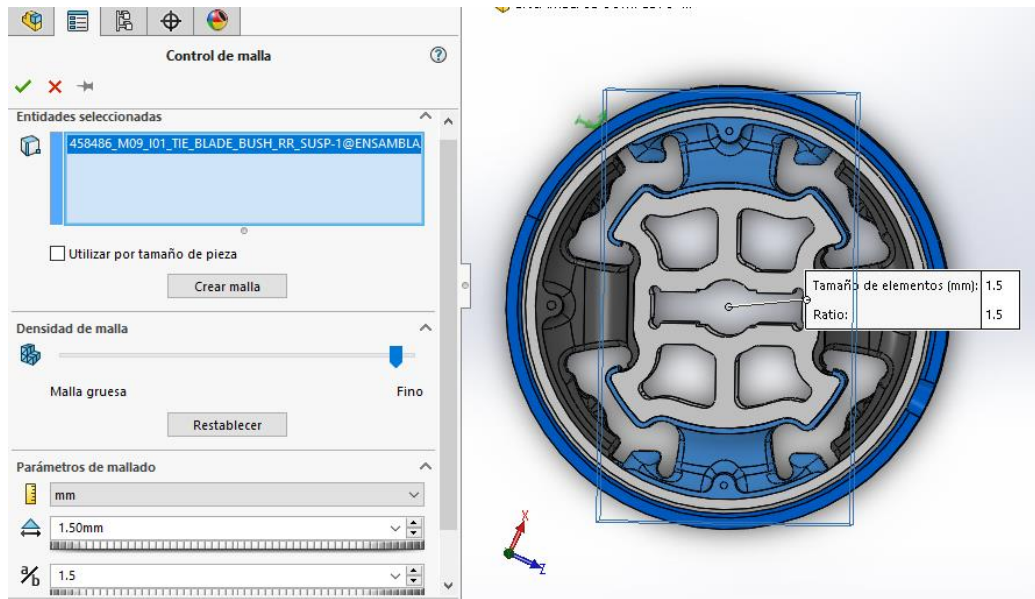 Control de malla
Entidades seleccionadas
458486_M09_I01_TIE_BLADE_BUSH_RR_SUSP-1@ENSAMBLA
Utilizar por tamaño de pieza
Crear malla
Densidad de malla
Malla gruesa Fino
Restablecer
Parámetros de mallado
mm
1.50mm
a/b 1.5
Tamaño de elementos (mm): 1.5
Ratio: 1.5
X
Z